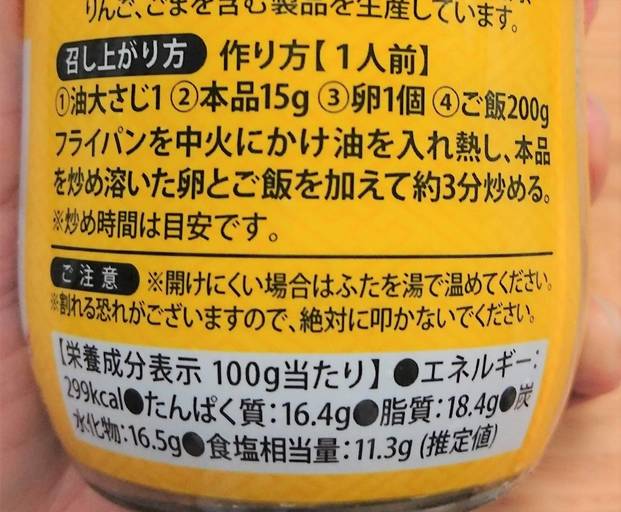 りんご、ごまを含む製品を生産しています。
召し上がり方 作り方【1人前】
①油大さじ1 ②本品15g ③卵1個 ④ご飯200g
フライパンを中火にかけ油を入れ熱し、本品
を炒め溶いた卵とご飯を加えて約3分炒める。
※炒め時間は目安です。
ご注意 ※開けにくい場合はふたを湯で温めてください。
※割れる恐れがございますので、絶対に叩かないでください。
【栄養成分表示 100g当たり】●エネルギー:
299kcal●たんぱく質:16.4g●脂質:18.4g●炭
水化物:16.5g●食塩相当量:11.3g (推定値)